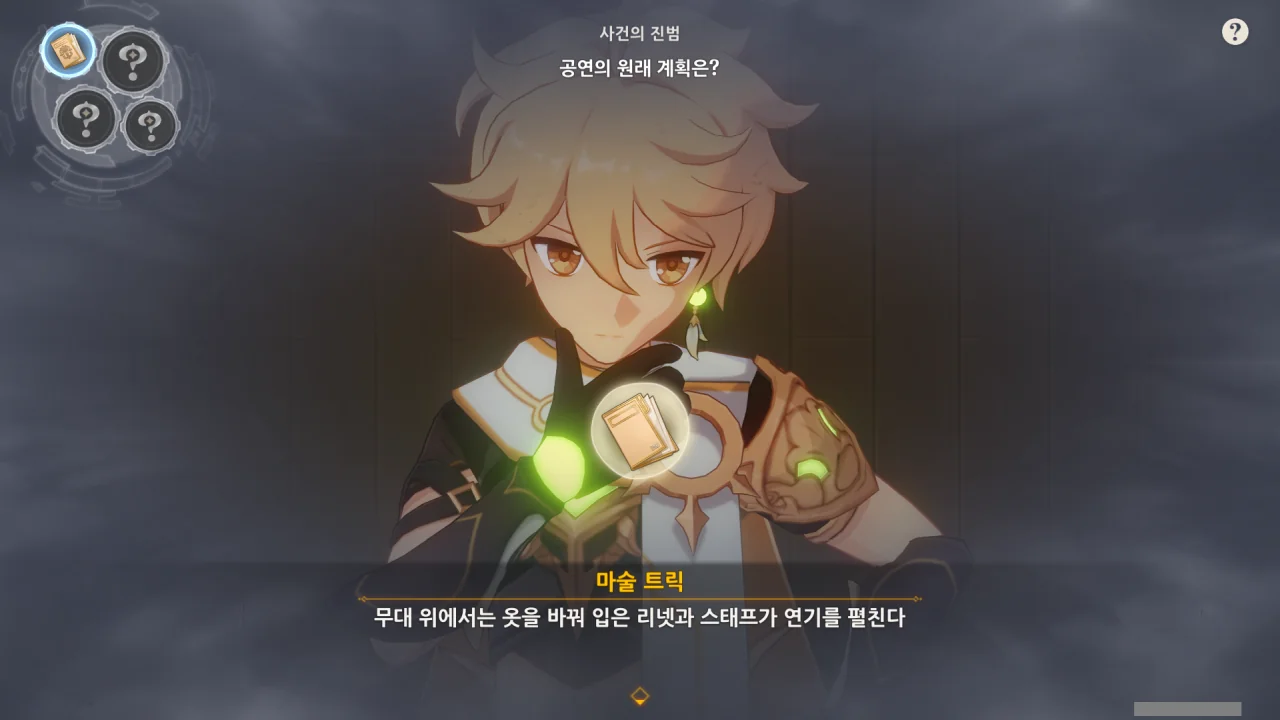 사건의 진범
공연의 원래 계획은?
마술 트릭
무대 위에서는 옷을 바꿔 입은 리넷과 스태프가 연기를 펼친다